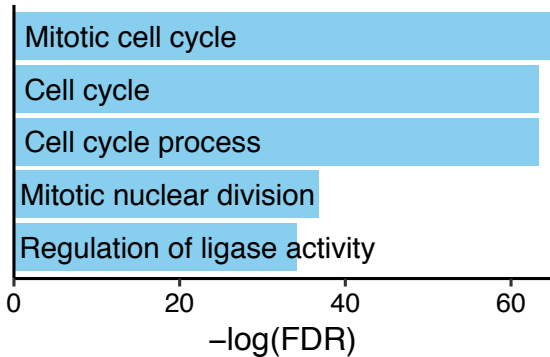 Mitotic cell cycle
Cell cycle
Cell cycle process
Mitotic nuclear division
Regulation of ligase activity
0 20 40 60
−log(FDR)